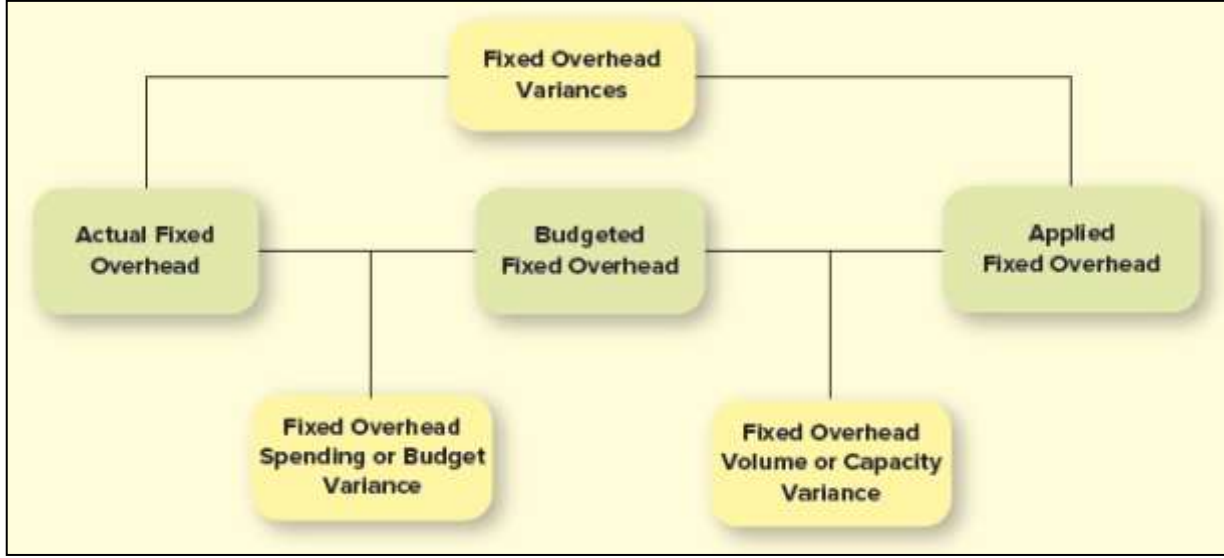 Fixed Overhead
Variances
Actual Fixed
Overhead
Budgeted
Fixed Overhead
Applied
Fixed Overhead
Fixed Overhead
Spending or Budget
Variance
Fixed Overhead
Volume or Capacity
Variance